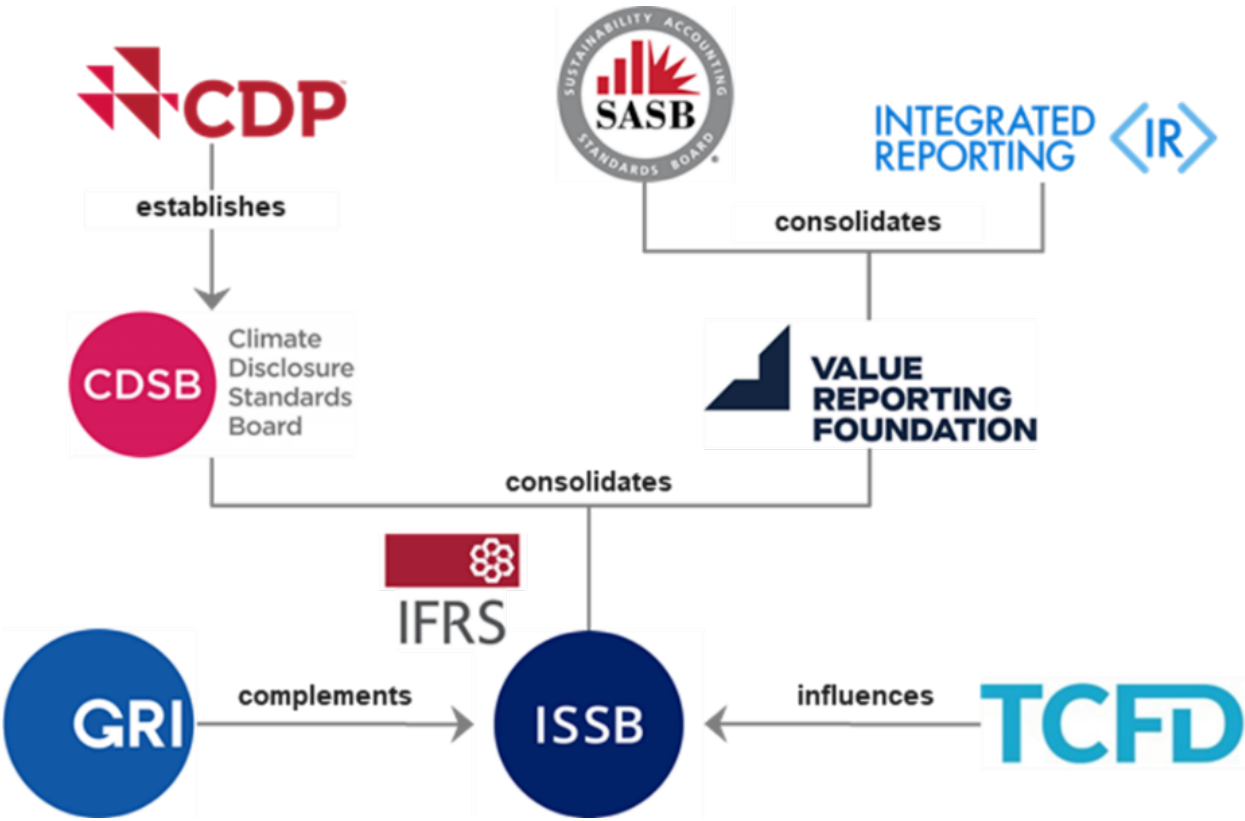 SUSTAINABILITY ACCOUNTING
STANDARDS BOARD
SASB
®
CDP™
INTEGRATED
REPORTING
<IR>
establishes
consolidates
CDSB
Climate
Disclosure
Standards
Board
VALUE
REPORTING
FOUNDATION
consolidates
IFRS
GRI
complements
ISSB
influences
TCFD